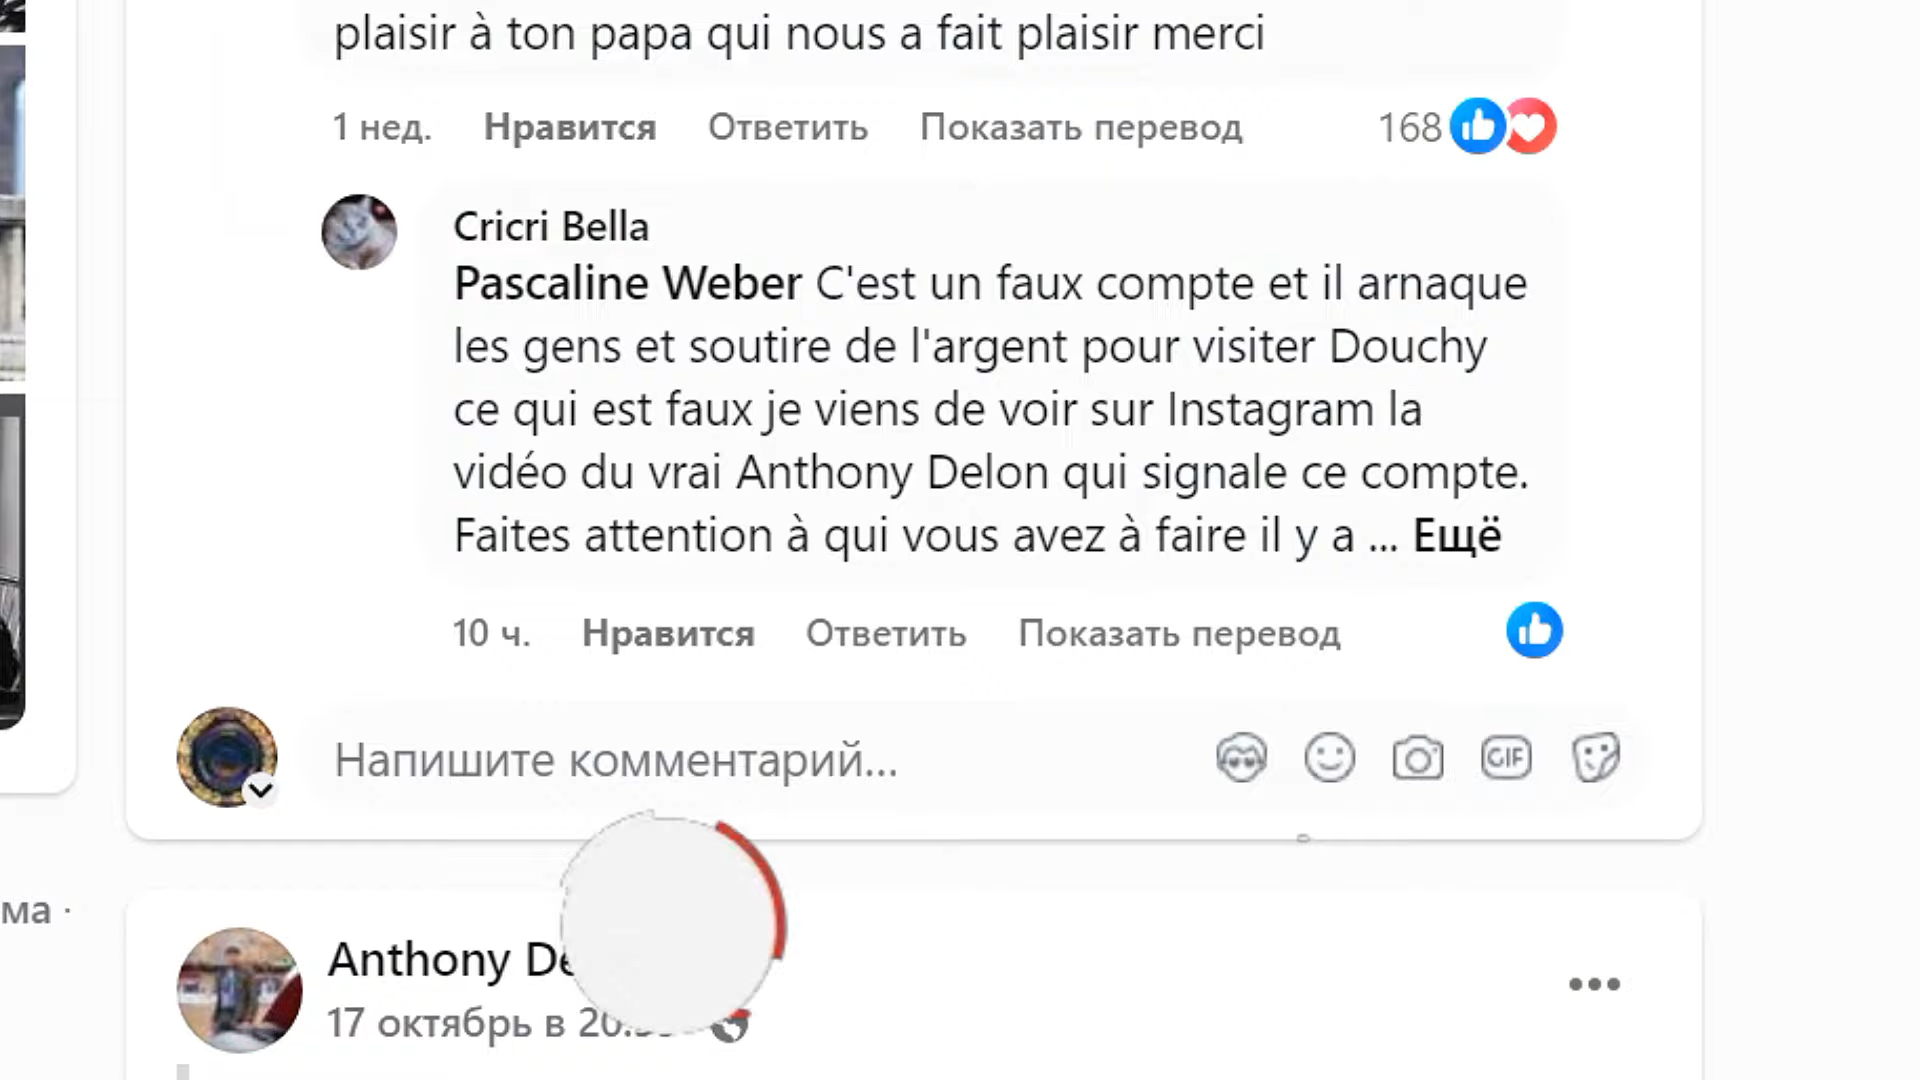 plaisir à ton papa qui nous a fait plaisir merci
1 нед. Нравится Ответить Показать перевод 168
Cricri Bella
Pascaline Weber C'est un faux compte et il arnaque
les gens et soutire de l'argent pour visiter Douchy
ce qui est faux je viens de voir sur Instagram la
vidéo du vrai Anthony Delon qui signale ce compte.
Faites attention à qui vous avez à faire il y a ... Ещё
10 ч. Нравится Ответить Показать перевод
Напишите комментарий...
GIF
ма ·
Anthony
17 октябрь в